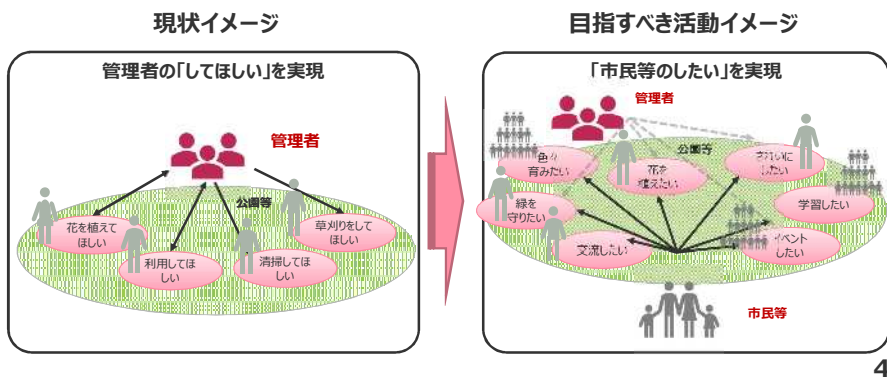 現状イメージ
管理者の「してほしい」を実現
管理者
公園等
花を植えて
ほしい
利用してほ
しい
清掃してほ
しい
草刈りをして
ほしい
目指すべき活動イメージ
「市民等のしたい」を実現
管理者
公園等
色々
育みたい
花を
植えたい
きれいに
したい
緑を
守りたい
学習したい
交流したい
イベント
したい
市民等
4